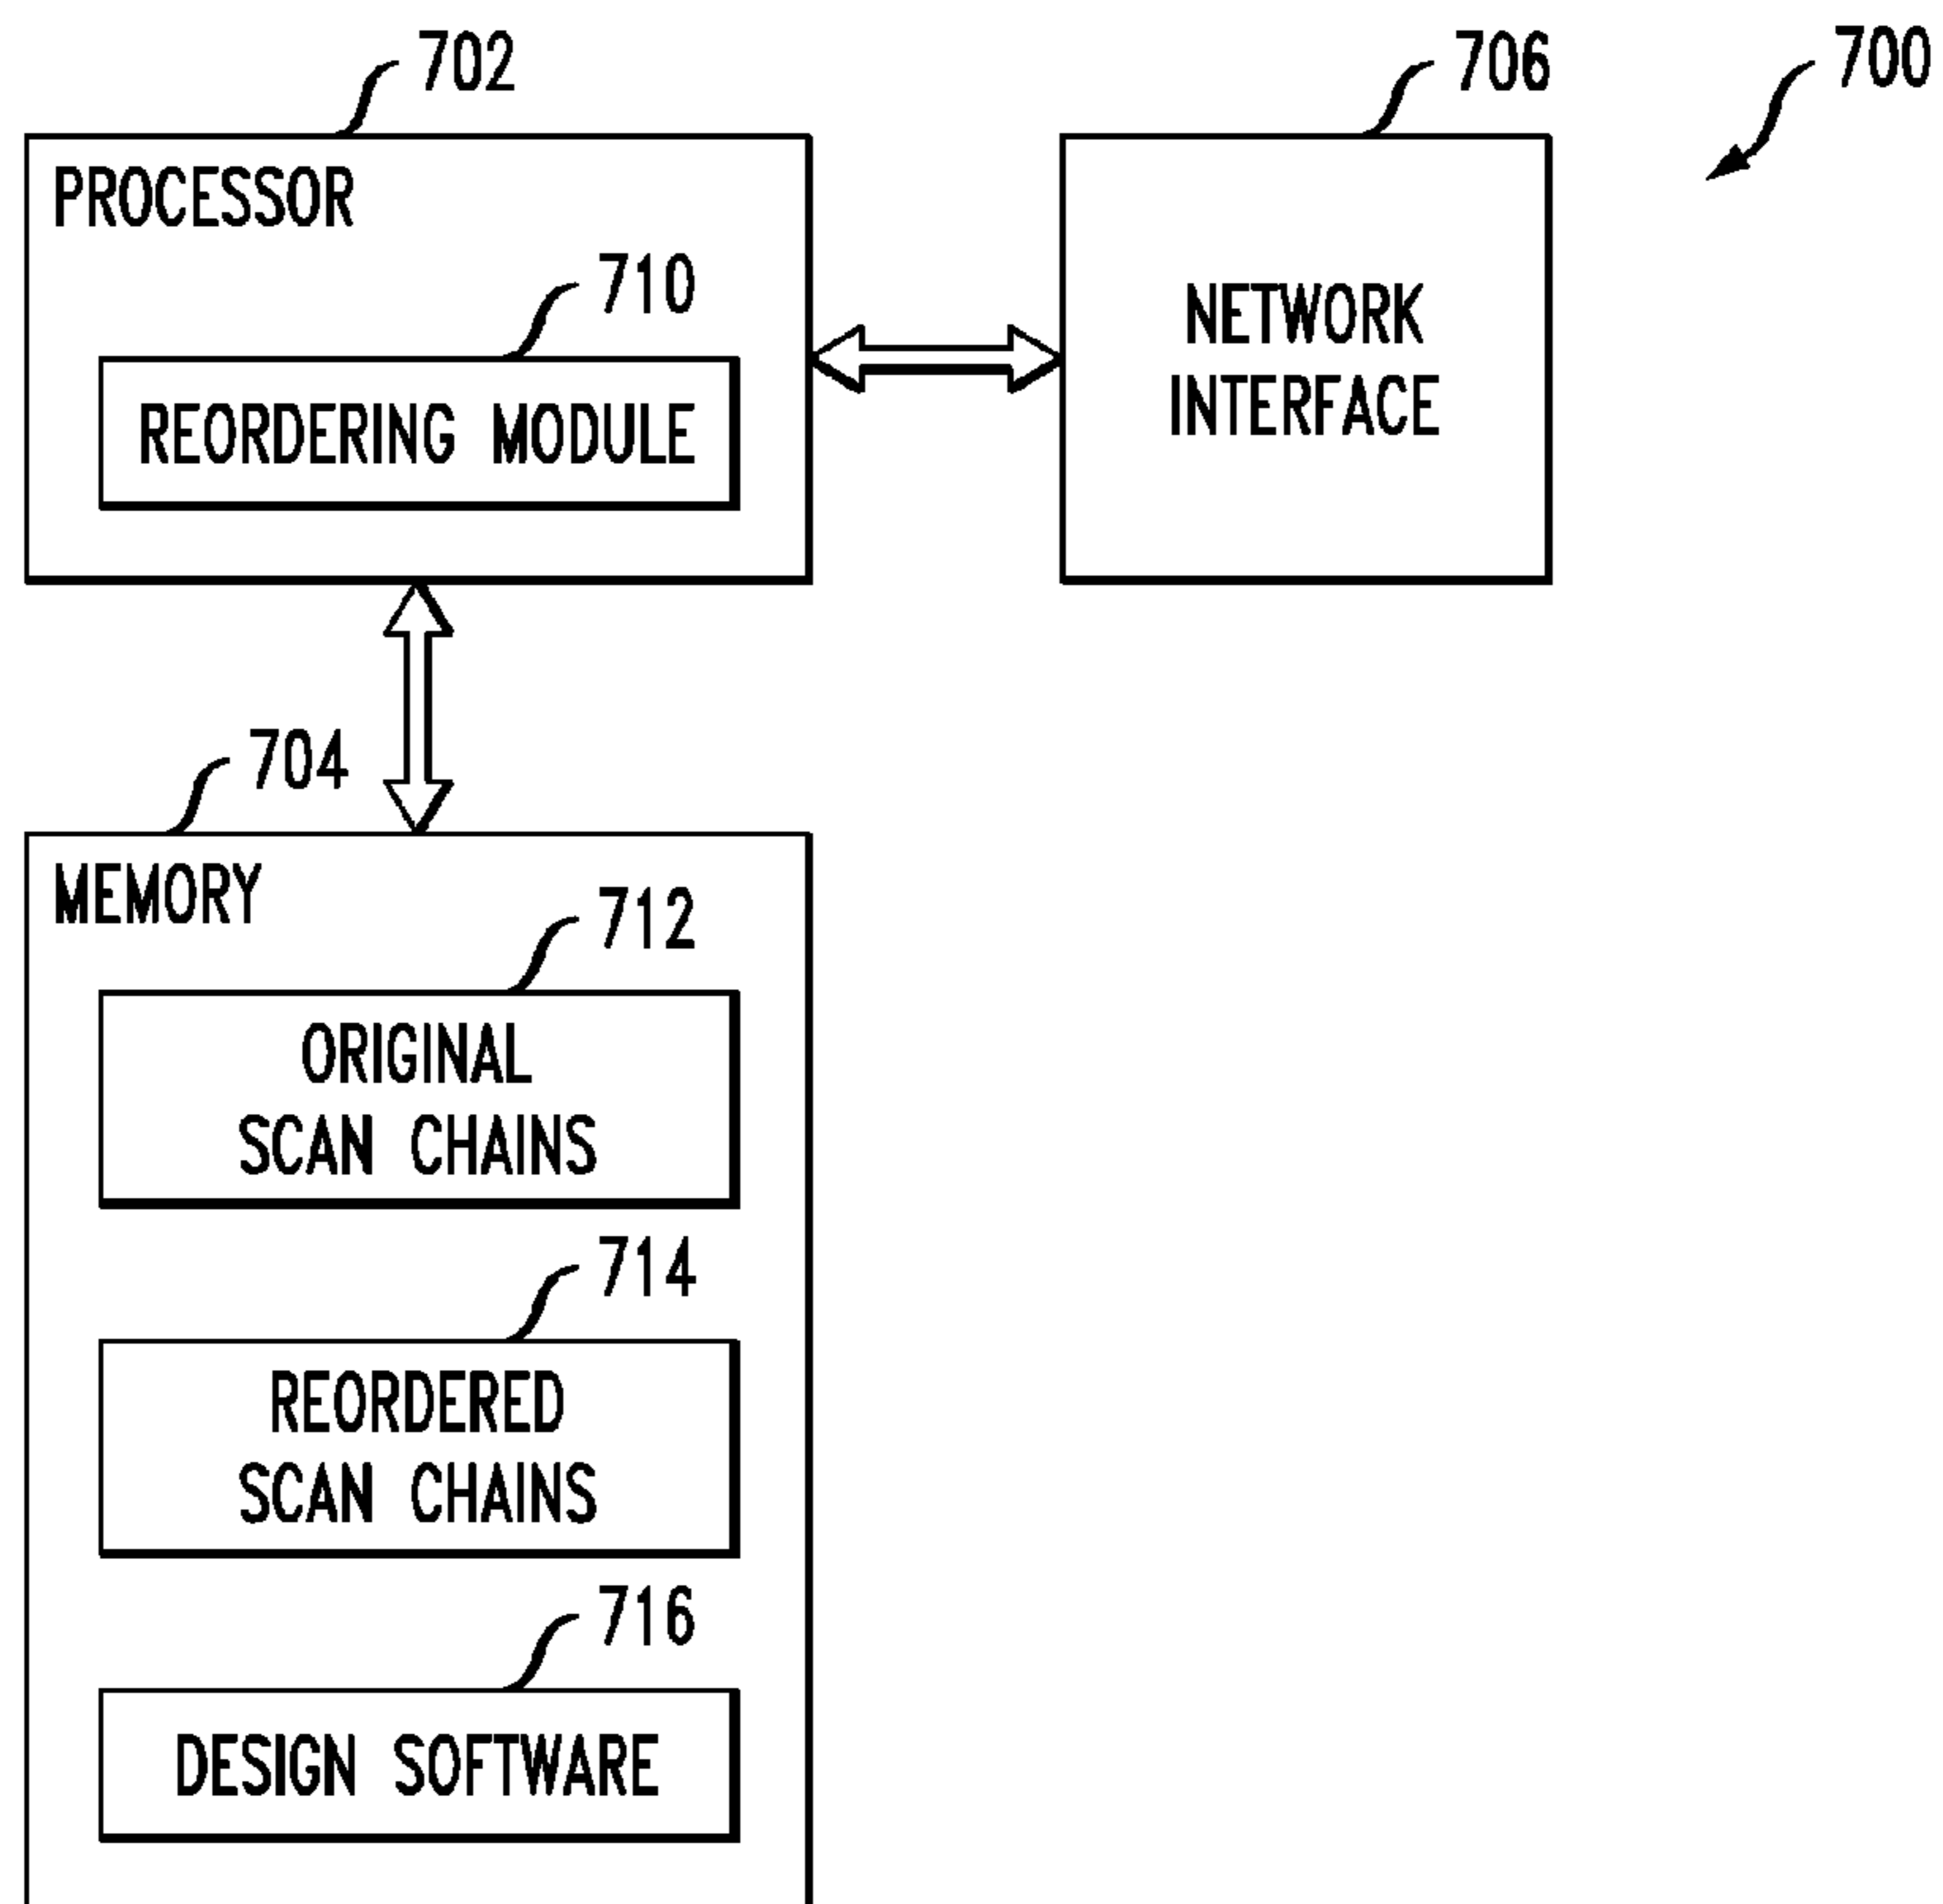 702
706
700
PROCESSOR
710
REORDERING MODULE
NETWORK
INTERFACE
704
MEMORY
712
ORIGINAL
SCAN CHAINS
714
REORDERED
SCAN CHAINS
716
DESIGN SOFTWARE